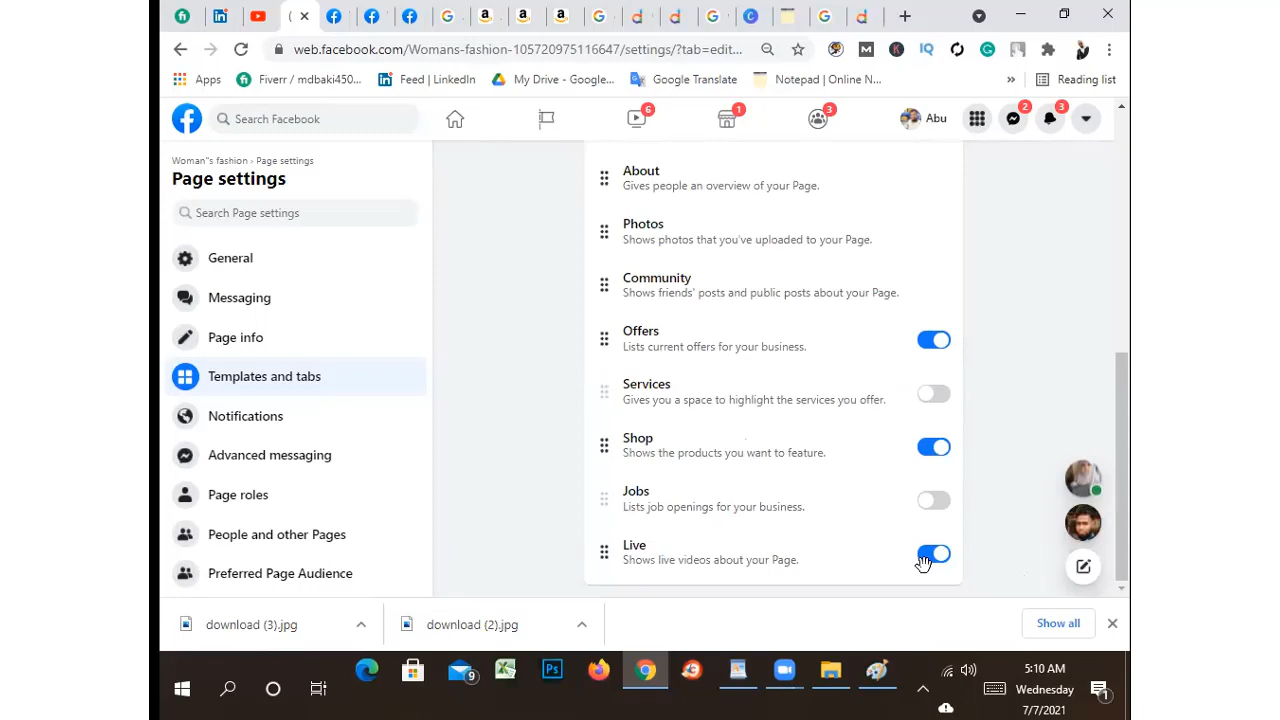 (
web.facebook.com/Womans-fashion-105720975116647/settings/?tab=edit...
Apps
Fiverr / mdbaki450...
Feed | LinkedIn
My Drive - Google...
Google Translate
Notepad | Online N...
»
Reading list
Search Facebook
6
1
3
Abu
2
3
Woman"s fashion › Page settings
Page settings
Search Page settings
General
Messaging
Page info
Templates and tabs
Notifications
Advanced messaging
Page roles
People and other Pages
Preferred Page Audience
About
Gives people an overview of your Page.
Photos
Shows photos that you've uploaded to your Page.
Community
Shows friends' posts and public posts about your Page.
Offers
Lists current offers for your business.
Services
Gives you a space to highlight the services you offer.
Shop
Shows the products you want to feature.
Jobs
Lists job openings for your business.
Live
Shows live videos about your Page.
download (3).jpg
download (2).jpg
Show all
9
Ps
5:10 AM
Wednesday
7/7/2021
1